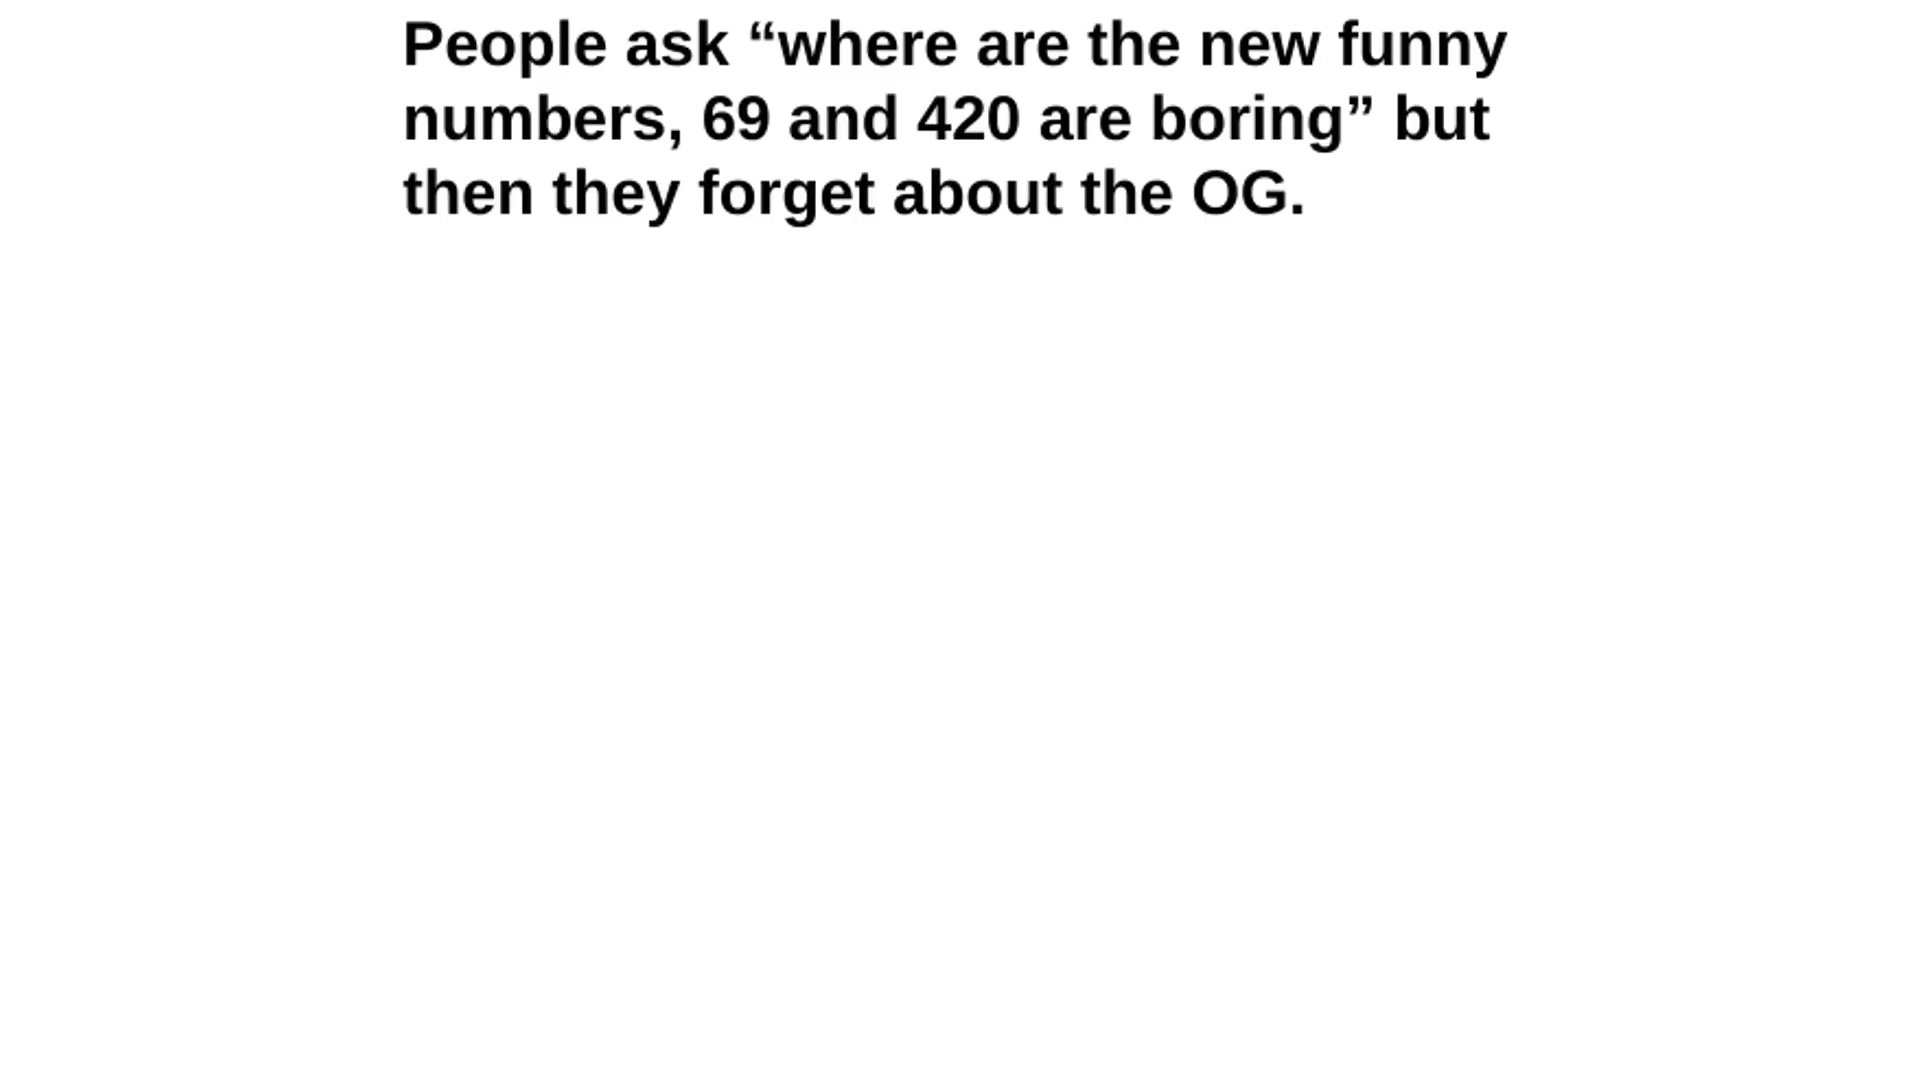 People ask “where are the new funny
numbers, 69 and 420 are boring” but
then they forget about the OG.